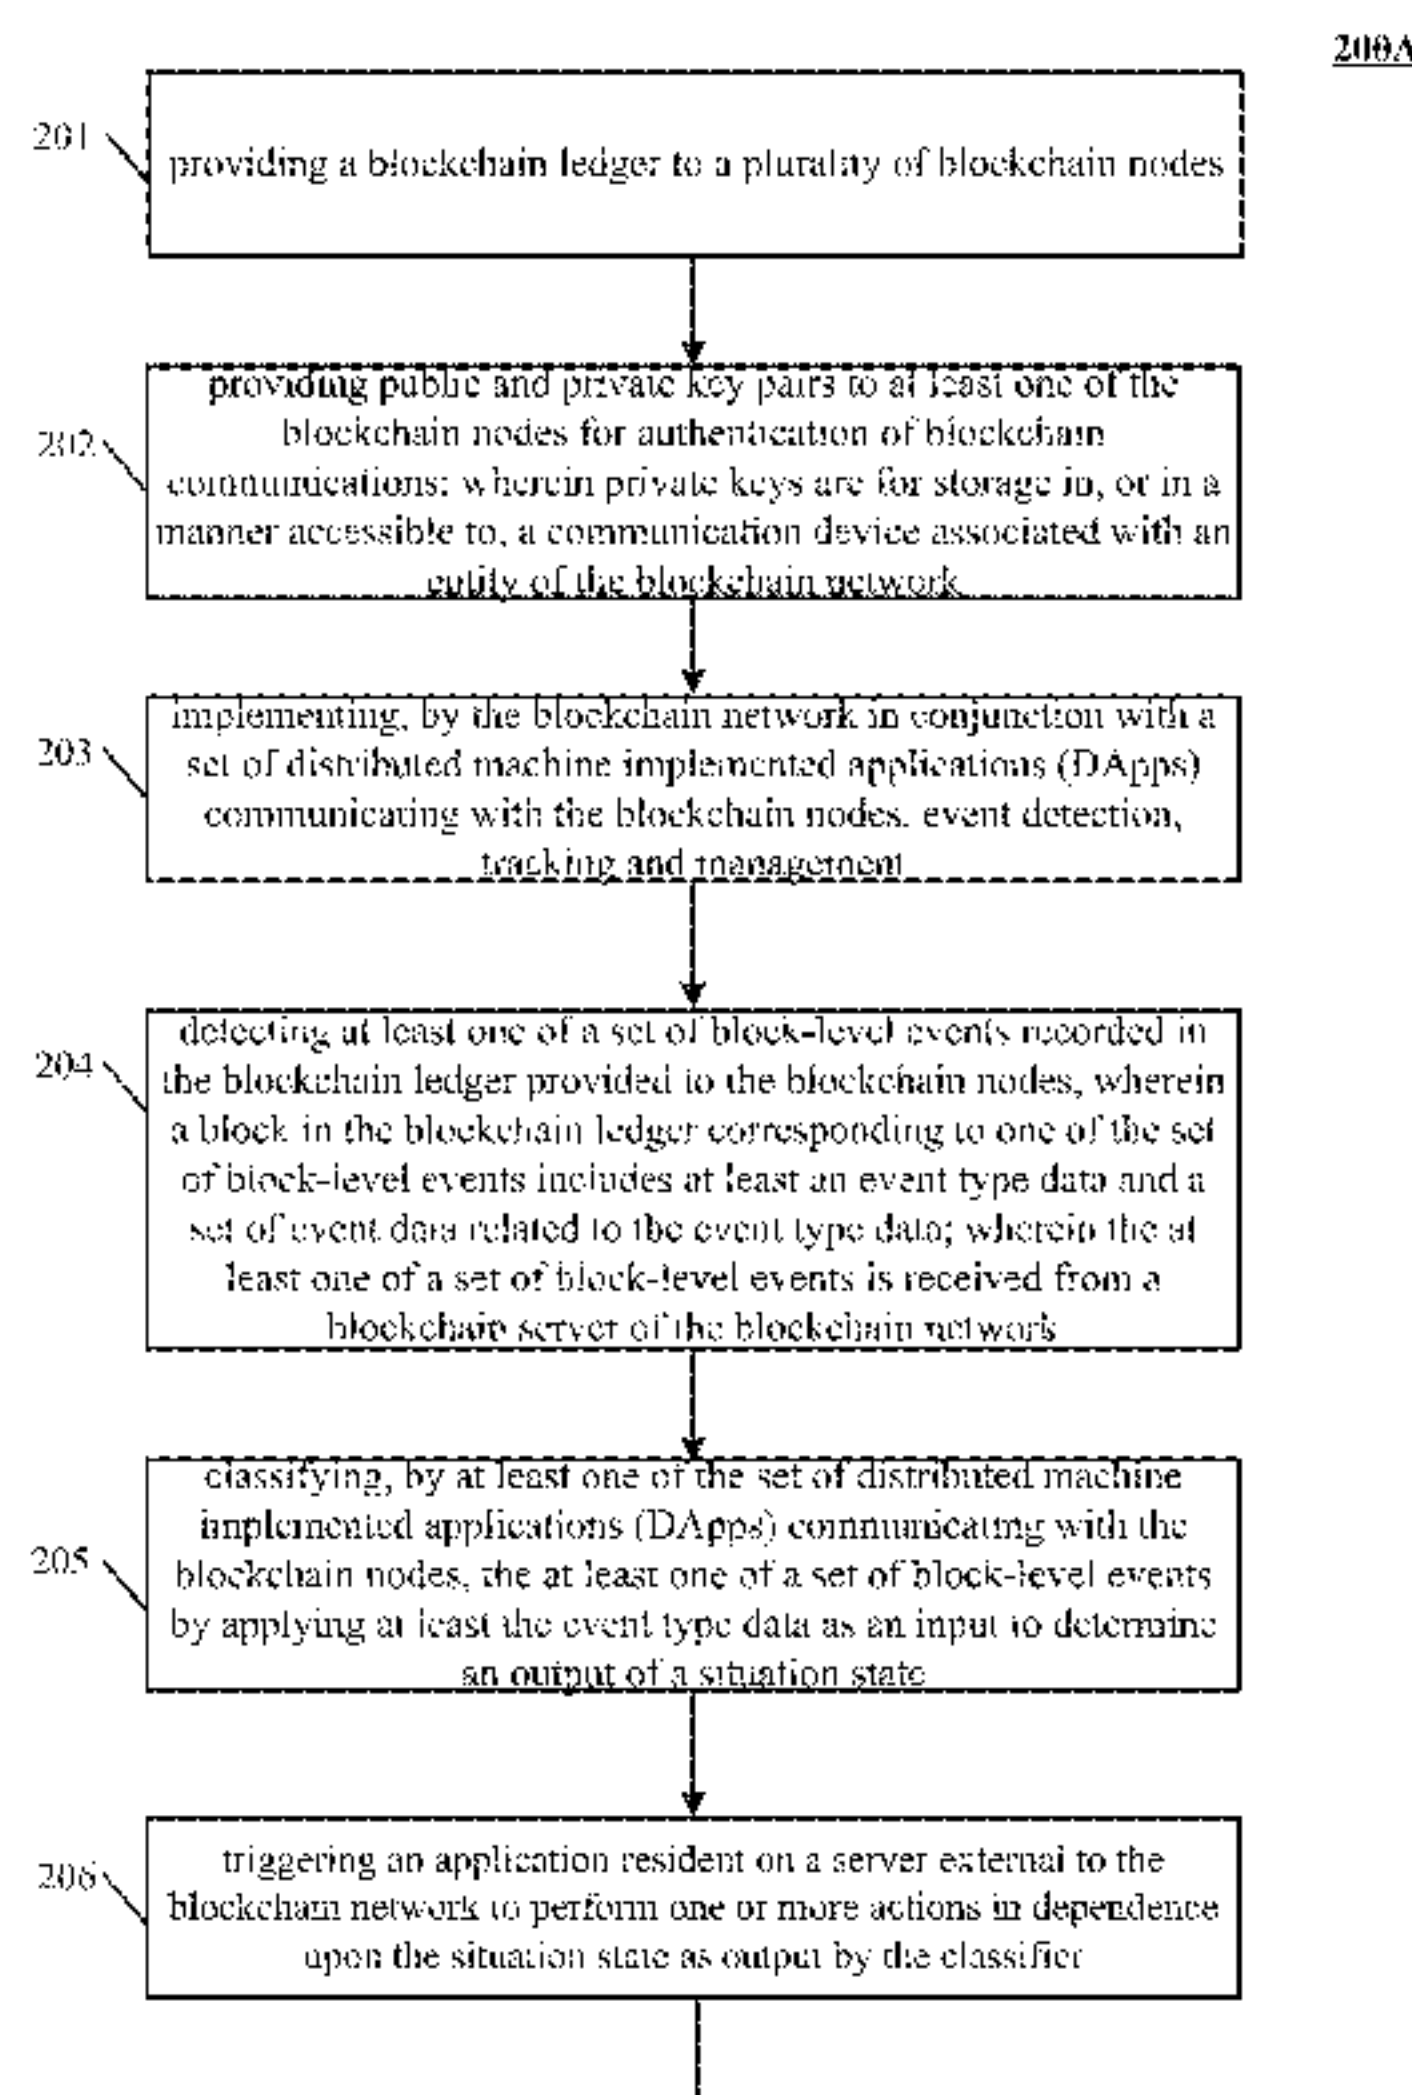 200A
201
providing a blockchain ledger to a plurality of blockchain nodes
202
providing public and private key pairs to at least one of the
blockchain nodes for authentication of blockchain
communications; wherein private keys are for storage in, or in a
manner accessible to, a communication device associated with an
entity of the blockchain network
203
implementing, by the blockchain network in conjunction with a
set of distributed machine implemented applications (DApps)
communicating with the blockchain nodes, event detection,
tracking and management
204
detecting at least one of a set of block-level events recorded in
the blockchain ledger provided to the blockchain nodes, wherein
a block in the blockchain ledger corresponding to one of the set
of block-level events includes at least an event type data and a
set of event data related to the event type data; wherein the at
least one of a set of block-level events is received from a
blockchain server of the blockchain network
205
classifying, by at least one of the set of distributed machine
implemented applications (DApps) communicating with the
blockchain nodes, the at least one of a set of block-level events
by applying at least the event type data as an input to determine
an output of a situation state
206
triggering an application resident on a server external to the
blockchain network to perform one or more actions in dependence
upon the situation state as output by the classifier